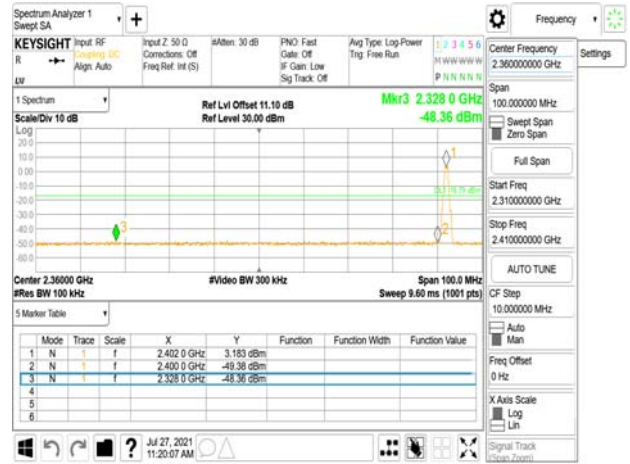 Spectrum Analyzer 1
Swept SA
+
Frequency
KEYSIGHT
R
Input: RF
Coupling: DC
Align: Auto
Input Z: 50 Ω
Corrections: Off
Freq Ref: Int (S)
#Atten: 30 dB
PNO: Fast
Gate: Off
IF Gain: Low
Sig Track: Off
Avg Type: Log-Power
Trig: Free Run
1 2 3 4 5 6
M W W W W W
P N N N N N
1 Spectrum
Scale/Div 10 dB
Ref Lvl Offset 11.10 dB
Ref Level 30.00 dBm
Mkr3 2.328 0 GHz
-48.36 dBm
Log
20.0
10.0
0.00
-10.0
-20.0
-30.0
-40.0
-50.0
-60.0
1
2
3
Center 2.36000 GHz
#Res BW 100 kHz
#Video BW 300 kHz
Span 100.0 MHz
Sweep 9.60 ms (1001 pts)
5 Marker Table
Mode Trace Scale X Y Function Function Width Function Value
1 N 1 f 2.402 0 GHz 3.183 dBm
2 N 1 f 2.400 0 GHz -49.38 dBm
3 N 1 f 2.328 0 GHz -48.36 dBm
4
5
6
?
Jul 27, 2021
11:20:07 AM
Center Frequency
2.360000000 GHz
Settings
Span
100.000000 MHz
Swept Span
Zero Span
Full Span
Start Freq
2.310000000 GHz
Stop Freq
2.410000000 GHz
AUTO TUNE
CF Step
10.000000 MHz
Auto
Man
Freq Offset
0 Hz
X Axis Scale
Log
Lin
Signal Track
(Span Zoom)